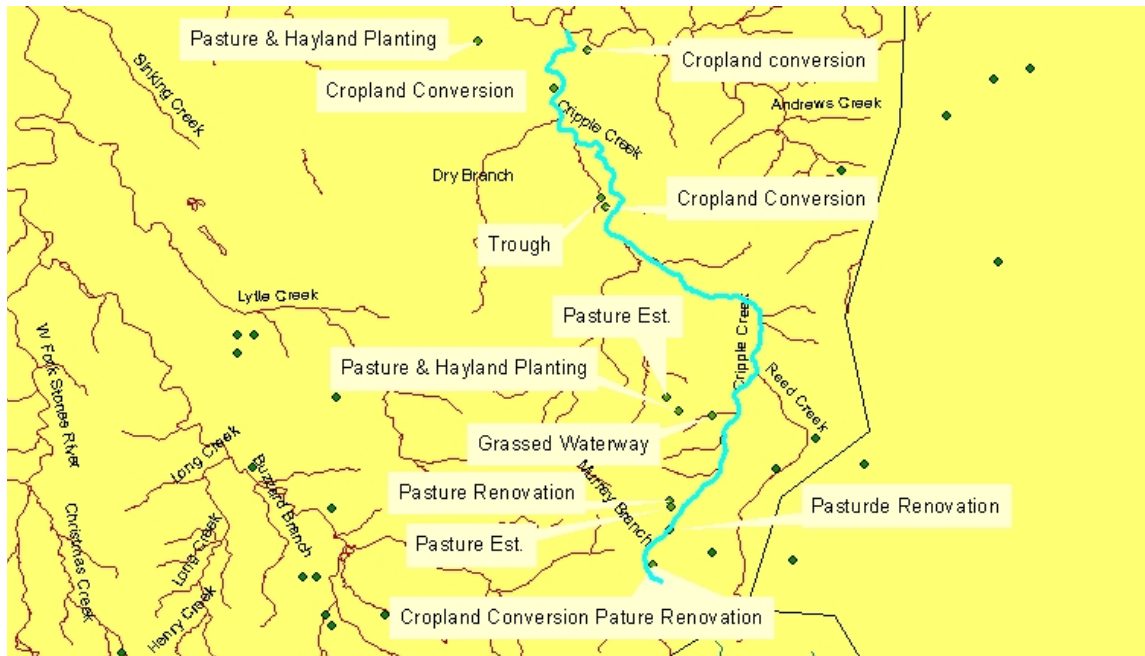 Pasture & Hayland Planting
Cropland conversion
Sinking Creek
Cropland Conversion
Andrews Creek
Cripple Creek
Dry Branch
Cropland Conversion
Trough
Lytle Creek
Pasture Est.
Cripple Creek
W Fork Stones River
Pasture & Hayland Planting
Reed Creek
Grassed Waterway
Long Creek
Buzzard Branch
Murray Branch
Pasture Renovation
Pasturde Renovation
Christmas Creek
Long Creek
Pasture Est.
Henry Creek
Cropland Conversion Pature Renovation